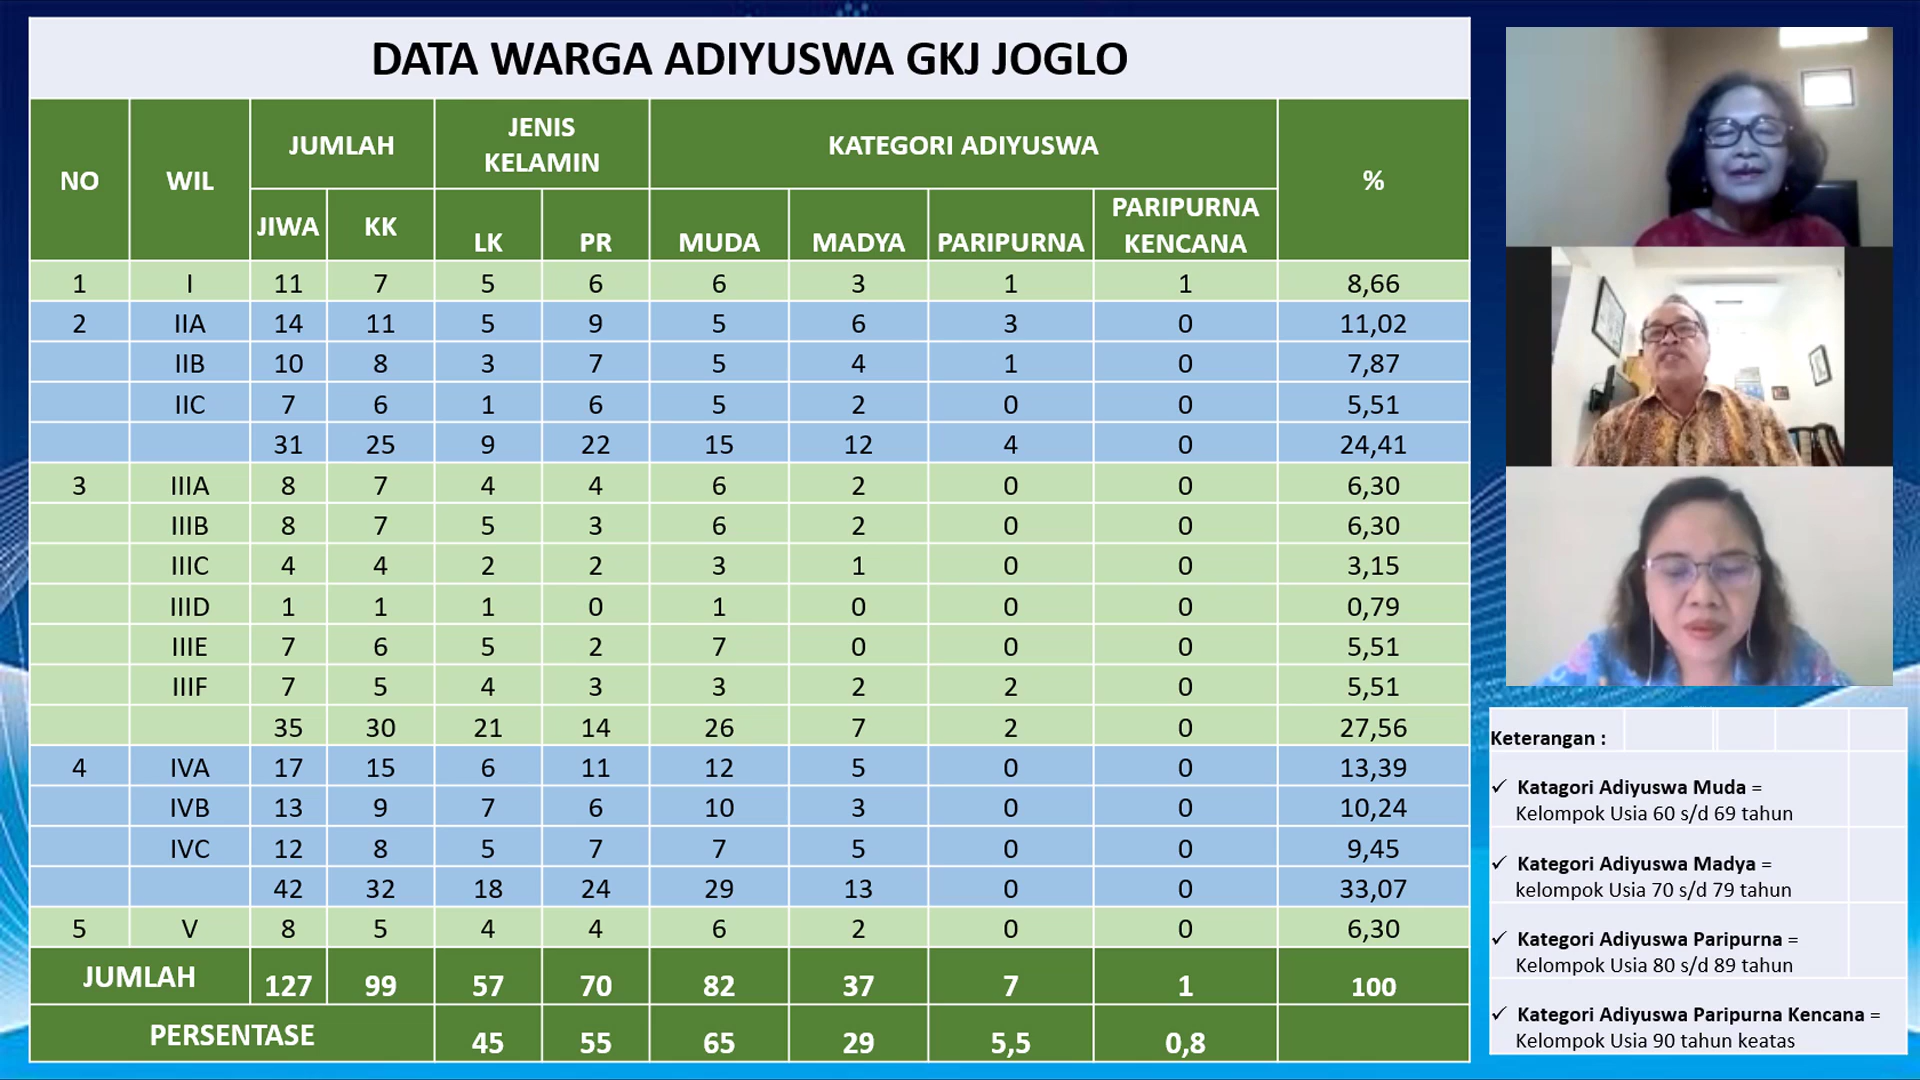 DATA WARGA ADIYUSWA GKJ JOGLO
NO WIL JUMLAH JENIS KELAMIN KATEGORI ADIYUSWA %
JIWA KK LK PR MUDA MADYA PARIPURNA PARIPURNA KENCANA
1 I 11 7 5 6 6 3 1 1 8,66
2 IIA 14 11 5 9 5 6 3 0 11,02
IIB 10 8 3 7 5 4 1 0 7,87
IIC 7 6 1 6 5 2 0 0 5,51
31 25 9 22 15 12 4 0 24,41
3 IIIA 8 7 4 4 6 2 0 0 6,30
IIIB 8 7 5 3 6 2 0 0 6,30
IIIC 4 4 2 2 3 1 0 0 3,15
IIID 1 1 1 0 1 0 0 0 0,79
IIIE 7 6 5 2 7 0 0 0 5,51
IIIF 7 5 4 3 3 2 2 0 5,51
35 30 21 14 26 7 2 0 27,56
4 IVA 17 15 6 11 12 5 0 0 13,39
IVB 13 9 7 6 10 3 0 0 10,24
IVC 12 8 5 7 7 5 0 0 9,45
42 32 18 24 29 13 0 0 33,07
5 V 8 5 4 4 6 2 0 0 6,30
JUMLAH 127 99 57 70 82 37 7 1 100
PERSENTASE 45 55 65 29 5,5 0,8
Keterangan :
✓ Katagori Adiyuswa Muda =
Kelompok Usia 60 s/d 69 tahun
✓ Kategori Adiyuswa Madya =
kelompok Usia 70 s/d 79 tahun
✓ Kategori Adiyuswa Paripurna =
Kelompok Usia 80 s/d 89 tahun
✓ Kategori Adiyuswa Paripurna Kencana =
Kelompok Usia 90 tahun keatas